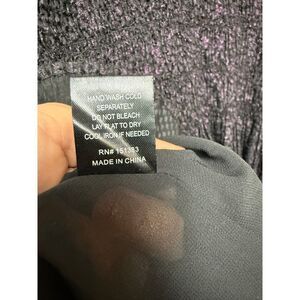 HAND WASH COLD
SEPARATELY
DO NOT BLEACH
LAY FLAT TO DRY
COOL IRON IF NEEDED
RN# 151333
MADE IN CHINA